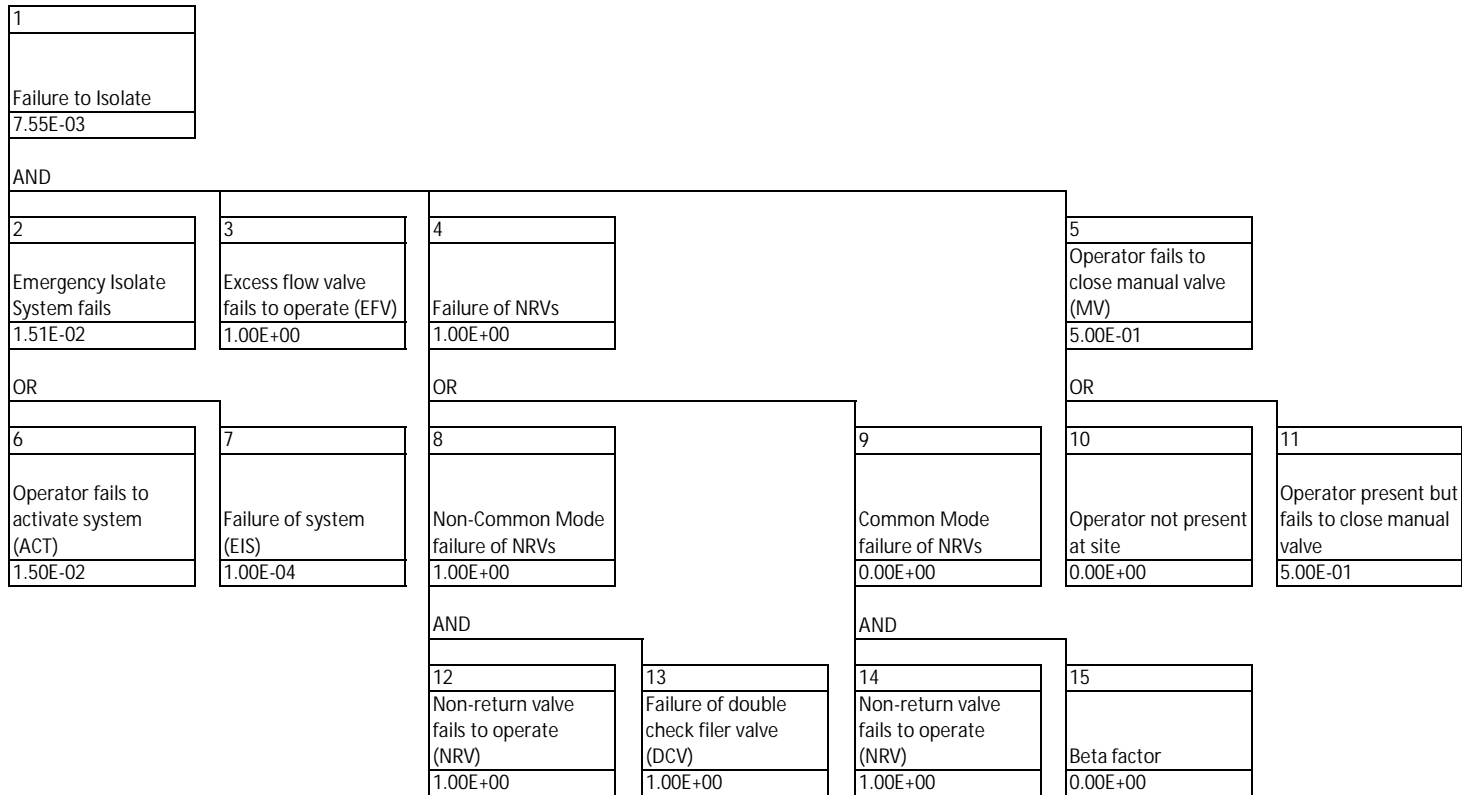 1
Failure to Isolate
7.55E-03
AND
2
Emergency Isolate
System fails
1.51E-02
3
Excess flow valve
fails to operate (EFV)
1.00E+00
4
Failure of NRVs
1.00E+00
5
Operator fails to
close manual valve
(MV)
5.00E-01
OR
OR
OR
6
Operator fails to
activate system
(ACT)
1.50E-02
7
Failure of system
(EIS)
1.00E-04
8
Non-Common Mode
failure of NRVs
1.00E+00
9
Common Mode
failure of NRVs
0.00E+00
10
Operator not present
at site
0.00E+00
11
Operator present but
fails to close manual
valve
5.00E-01
AND
AND
12
Non-return valve
fails to operate
(NRV)
1.00E+00
13
Failure of double
check filer valve
(DCV)
1.00E+00
14
Non-return valve
fails to operate
(NRV)
1.00E+00
15
Beta factor
0.00E+00